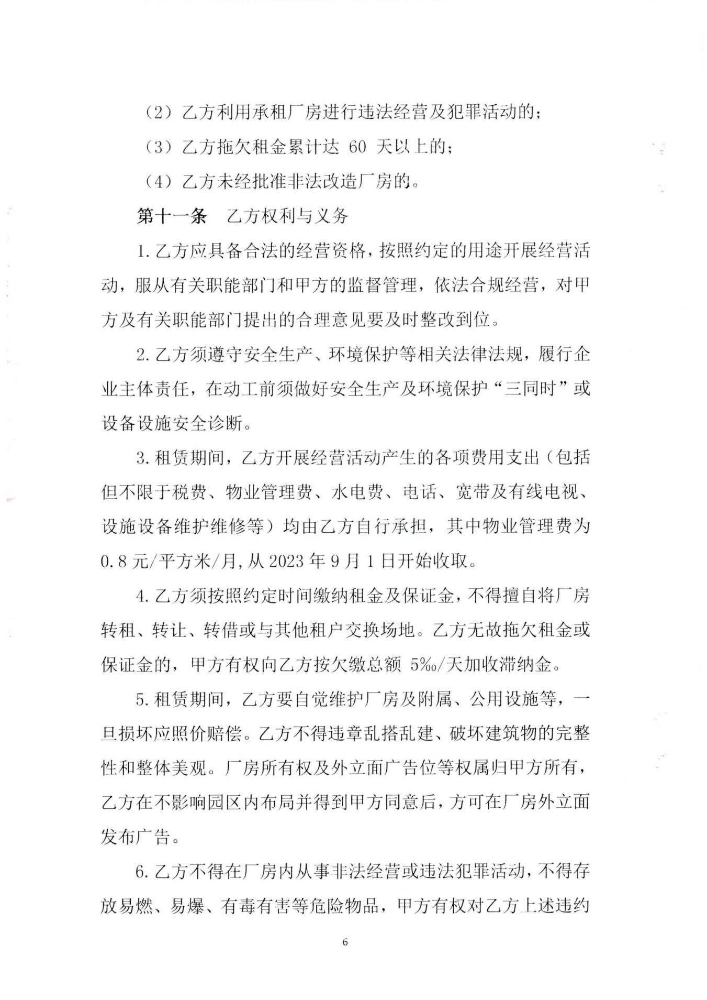 （2）乙方利用承租厂房进行违法经营及犯罪活动的；
（3）乙方拖欠租金累计达 60 天以上的；
（4）乙方未经批准非法改造厂房的。
第十一条　乙方权利与义务
1.乙方应具备合法的经营资格，按照约定的用途开展经营活
动，服从有关职能部门和甲方的监督管理，依法合规经营，对甲
方及有关职能部门提出的合理意见要及时整改到位。
2.乙方须遵守安全生产、环境保护等相关法律法规，履行企
业主体责任，在动工前须做好安全生产及环境保护“三同时”或
设备设施安全诊断。
3.租赁期间，乙方开展经营活动产生的各项费用支出（包括
但不限于税费、物业管理费、水电费、电话、宽带及有线电视、
设施设备维护维修等）均由乙方自行承担，其中物业管理费为
0.8 元/平方米/月,从 2023 年 9 月 1 日开始收取。
4.乙方须按照约定时间缴纳租金及保证金，不得擅自将厂房
转租、转让、转借或与其他租户交换场地。乙方无故拖欠租金或
保证金的，甲方有权向乙方按欠缴总额 5‰/天加收滞纳金。
5.租赁期间，乙方要自觉维护厂房及附属、公用设施等，一
旦损坏应照价赔偿。乙方不得违章乱搭乱建、破坏建筑物的完整
性和整体美观。厂房所有权及外立面广告位等权属归甲方所有，
乙方在不影响园区内布局并得到甲方同意后，方可在厂房外立面
发布广告。
6.乙方不得在厂房内从事非法经营或违法犯罪活动，不得存
放易燃、易爆、有毒有害等危险物品，甲方有权对乙方上述违约
6